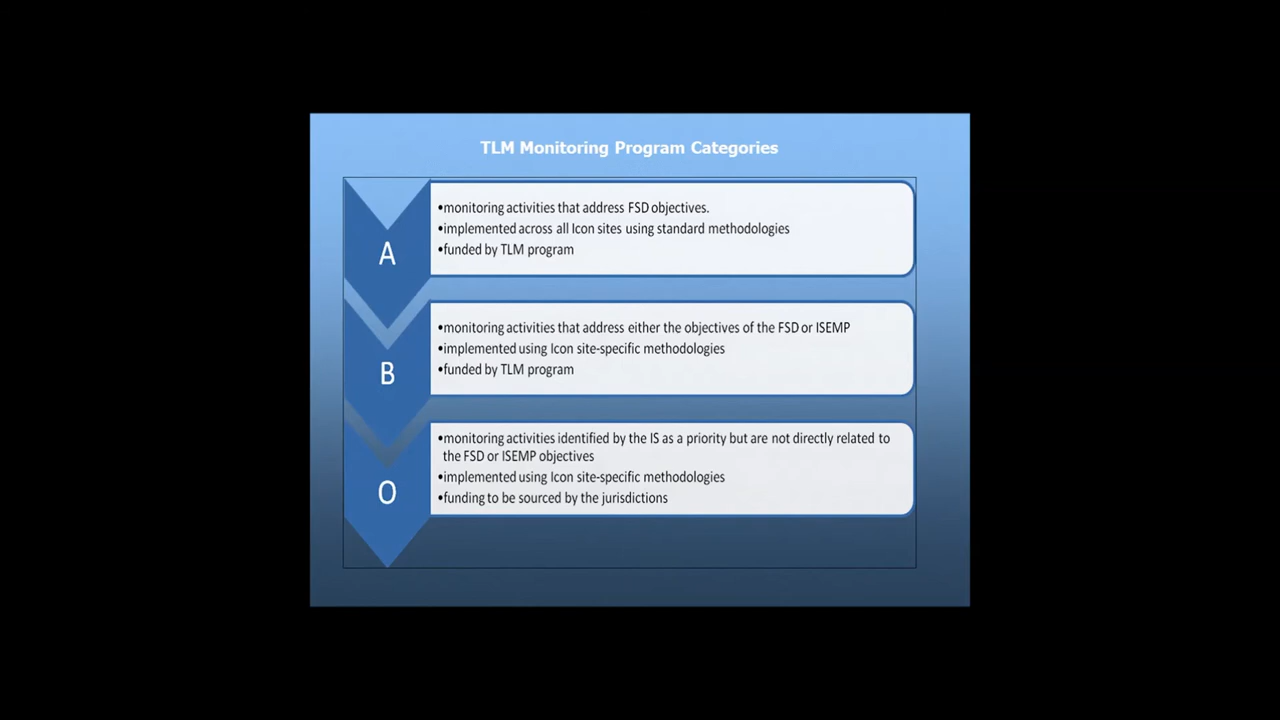 TLM Monitoring Program Categories
A
•monitoring activities that address FSD objectives.
•implemented across all Icon sites using standard methodologies
•funded by TLM program
B
•monitoring activities that address either the objectives of the FSD or ISEMP
•implemented using Icon site-specific methodologies
•funded by TLM program
O
•monitoring activities identified by the IS as a priority but are not directly related to
the FSD or ISEMP objectives
•implemented using Icon site-specific methodologies
•funding to be sourced by the jurisdictions